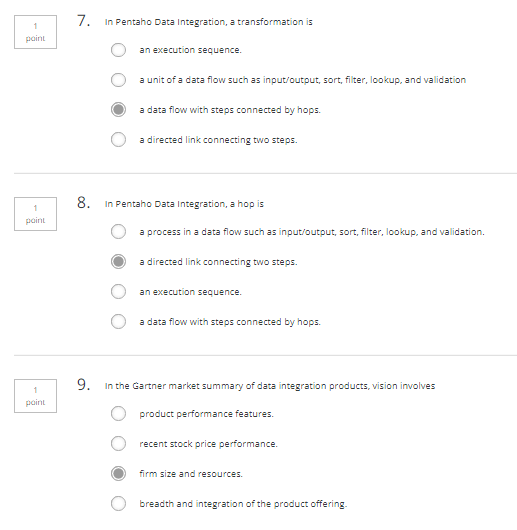 1
point
7. In Pentaho Data Integration, a transformation is
an execution sequence.
a unit of a data flow such as input/output, sort, filter, lookup, and validation
a data flow with steps connected by hops.
a directed link connecting two steps.
1
point
8. In Pentaho Data Integration, a hop is
a process in a data flow such as input/output, sort, filter, lookup, and validation.
a directed link connecting two steps.
an execution sequence.
a data flow with steps connected by hops.
1
point
9. In the Gartner market summary of data integration products, vision involves
product performance features.
recent stock price performance.
firm size and resources.
breadth and integration of the product offering.